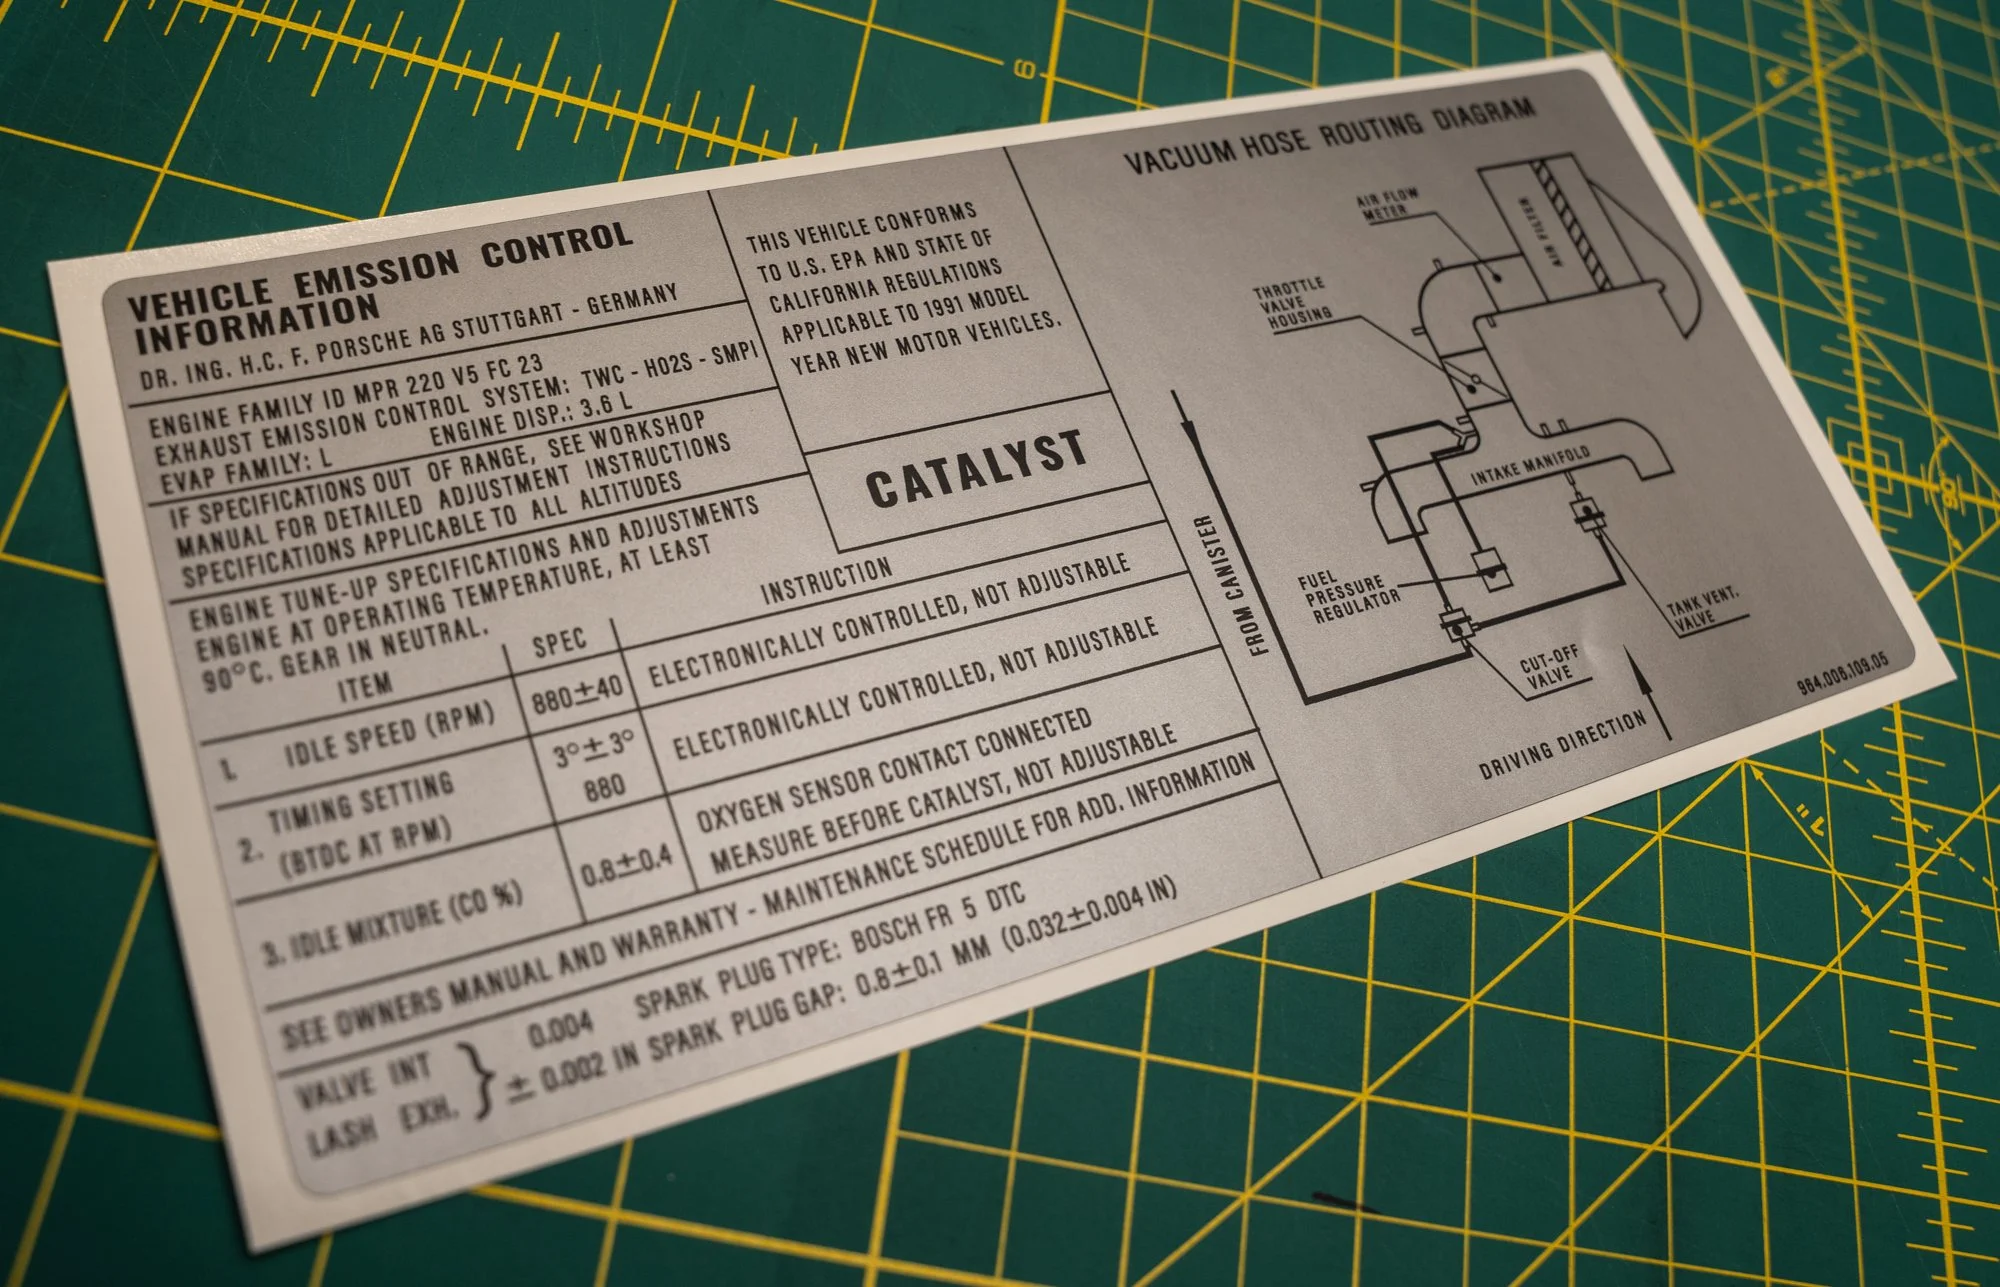 VEHICLE EMISSION CONTROL
INFORMATION
DR. ING. H.C. F. PORSCHE AG STUTTGART - GERMANY
ENGINE FAMILY ID MPR 220 V5 FC 23
EXHAUST EMISSION CONTROL SYSTEM: TWC - HO2S - SMPI
EVAP FAMILY: L ENGINE DISP.: 3.6 L
IF SPECIFICATIONS OUT OF RANGE, SEE WORKSHOP
MANUAL FOR DETAILED ADJUSTMENT INSTRUCTIONS
SPECIFICATIONS APPLICABLE TO ALL ALTITUDES
ENGINE TUNE-UP SPECIFICATIONS AND ADJUSTMENTS
ENGINE AT OPERATING TEMPERATURE, AT LEAST
90°C. GEAR IN NEUTRAL.
THIS VEHICLE CONFORMS
TO U.S. EPA AND STATE OF
CALIFORNIA REGULATIONS
APPLICABLE TO 1991 MODEL
YEAR NEW MOTOR VEHICLES.
CATALYST
ITEM SPEC INSTRUCTION
1. IDLE SPEED (RPM) 880±40 ELECTRONICALLY CONTROLLED, NOT ADJUSTABLE
2. TIMING SETTING 3°±3° ELECTRONICALLY CONTROLLED, NOT ADJUSTABLE
(BTDC AT RPM) 880
3. IDLE MIXTURE (CO %) 0.8±0.4 OXYGEN SENSOR CONTACT CONNECTED
MEASURE BEFORE CATALYST, NOT ADJUSTABLE
SEE OWNERS MANUAL AND WARRANTY - MAINTENANCE SCHEDULE FOR ADD. INFORMATION
VALVE INT } 0.004 SPARK PLUG TYPE: BOSCH FR 5 DTC
LASH EXH. ± 0.002 IN SPARK PLUG GAP: 0.8±0.1 MM (0.032±0.004 IN)
VACUUM HOSE ROUTING DIAGRAM
AIR FLOW
METER
AIR FILTER
THROTTLE
VALVE
HOUSING
INTAKE MANIFOLD
FROM CANISTER
FUEL
PRESSURE
REGULATOR
TANK VENT.
VALVE
CUT-OFF
VALVE
DRIVING DIRECTION
964.006.109.05